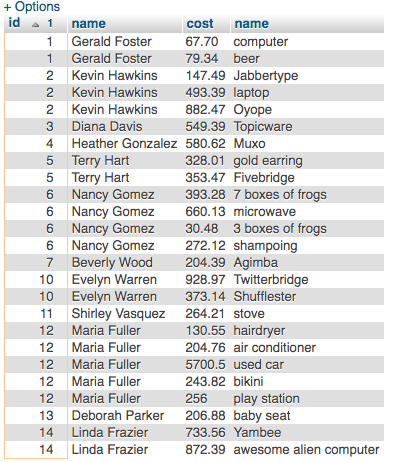 + Options
id 1 name cost name
1 Gerald Foster 67.70 computer
1 Gerald Foster 79.34 beer
2 Kevin Hawkins 147.49 Jabbertype
2 Kevin Hawkins 493.39 laptop
2 Kevin Hawkins 882.47 Oyope
3 Diana Davis 549.39 Topicware
4 Heather Gonzalez 580.62 Muxo
5 Terry Hart 328.01 gold earring
5 Terry Hart 353.47 Fivebridge
6 Nancy Gomez 393.28 7 boxes of frogs
6 Nancy Gomez 660.13 microwave
6 Nancy Gomez 30.48 3 boxes of frogs
6 Nancy Gomez 272.12 shampoing
7 Beverly Wood 204.39 Agimba
10 Evelyn Warren 928.97 Twitterbridge
10 Evelyn Warren 373.14 Shufflester
11 Shirley Vasquez 264.21 stove
12 Maria Fuller 130.55 hairdryer
12 Maria Fuller 204.76 air conditioner
12 Maria Fuller 5700.5 used car
12 Maria Fuller 243.82 bikini
12 Maria Fuller 256 play station
13 Deborah Parker 206.88 baby seat
14 Linda Frazier 733.56 Yambee
14 Linda Frazier 872.39 awesome alien computer